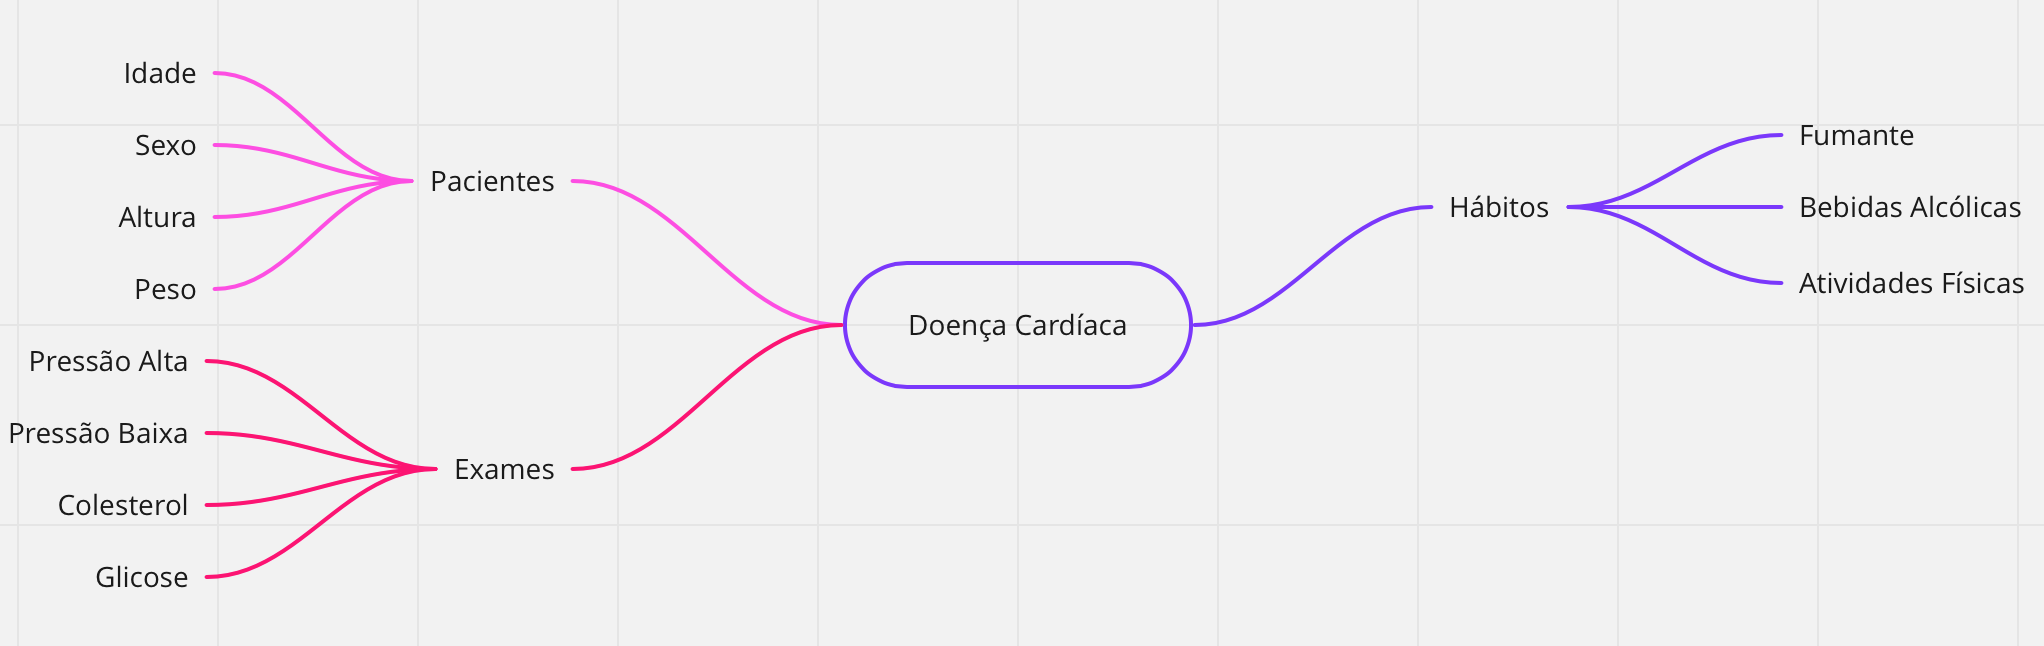 Idade
Sexo
Altura
Peso
Pacientes
Pressão Alta
Pressão Baixa
Colesterol
Glicose
Exames
Doença Cardíaca
Hábitos
Fumante
Bebidas Alcólicas
Atividades Físicas